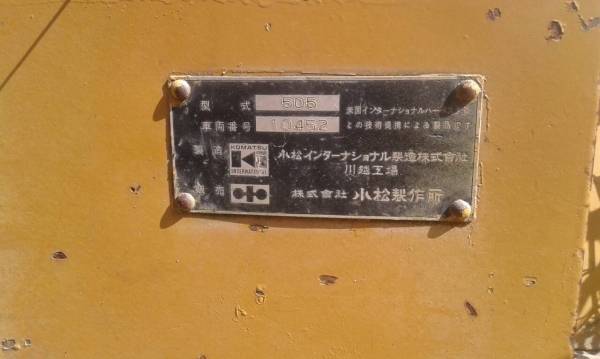 型式 505
車両番号 10452
米国インターナショナルハー
との技術提携による製品です
製造 KOMATSU INTERNATIONAL 小松インターナショナル製造株式會社
川越工場
販売 株式會社 小松製作所